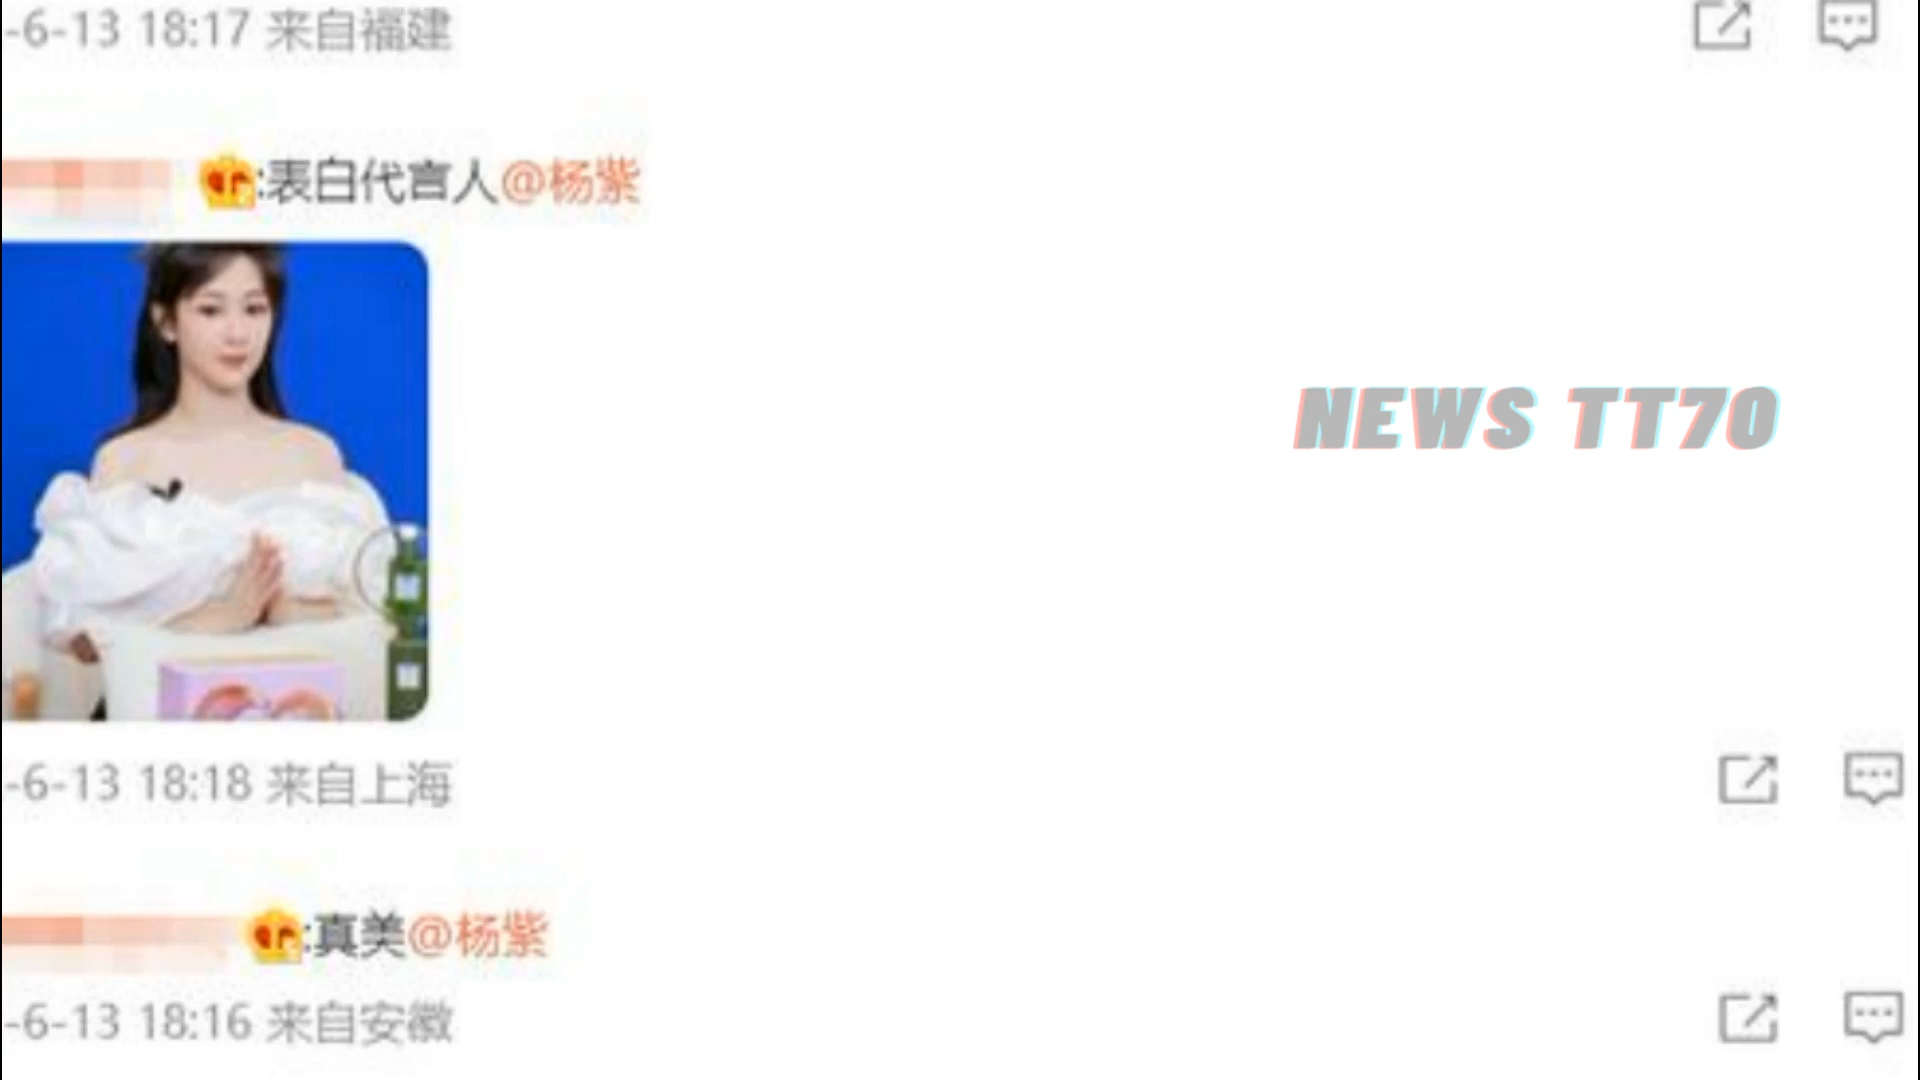 -6-13 18:17 来自福建
:表白代言人@杨紫
NEWS TT70
-6-13 18:18 来自上海
:真美@杨紫
-6-13 18:16 来自安徽